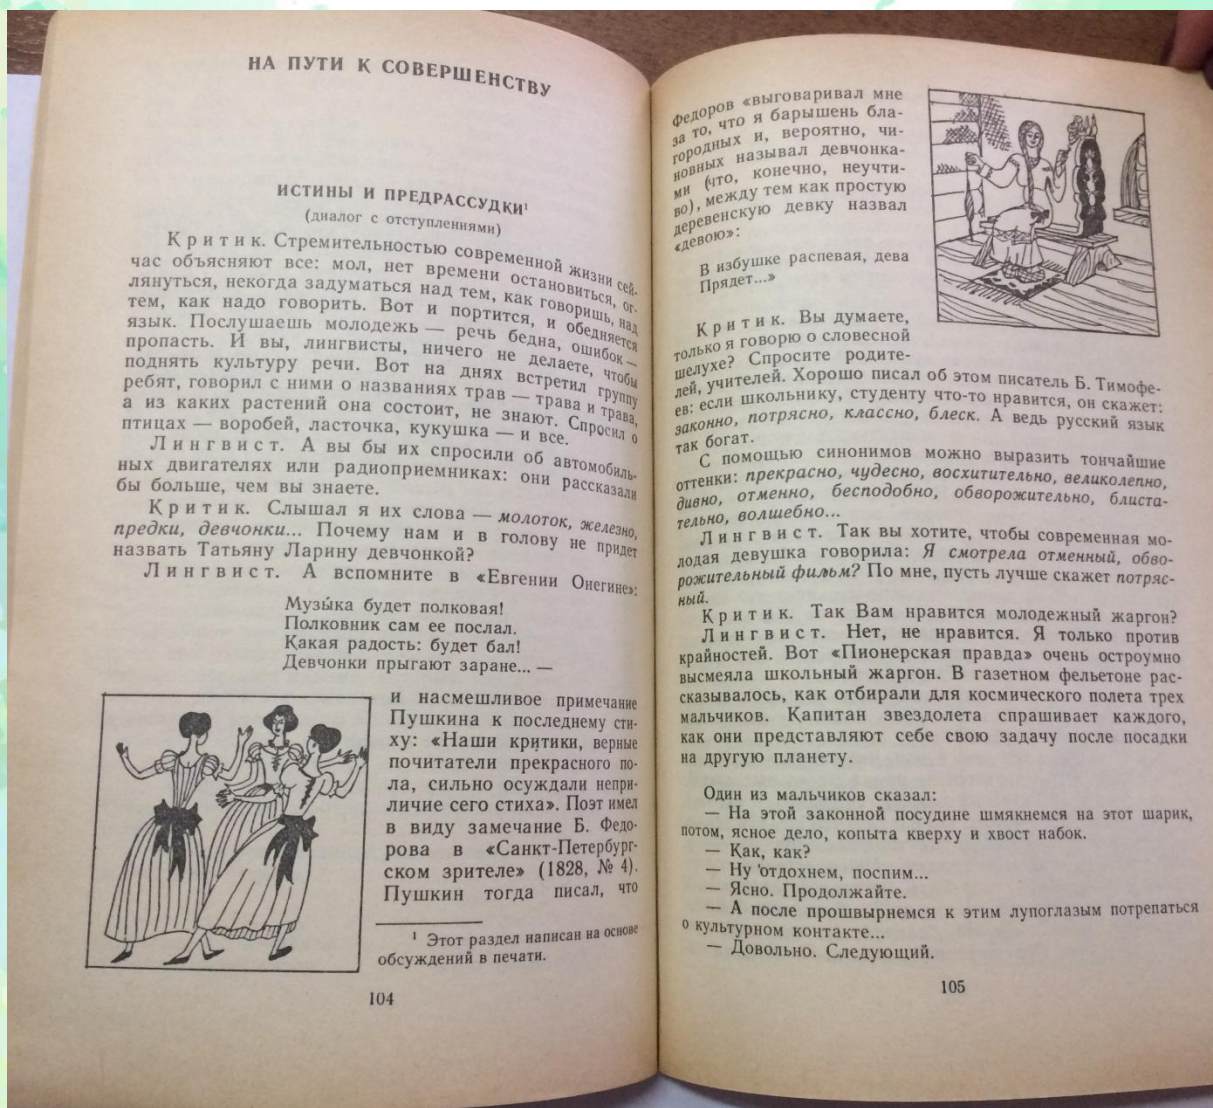 НА ПУТИ К СОВЕРШЕНСТВУ
ИСТИНЫ И ПРЕДРАССУДКИ¹
(диалог с отступлениями)
Критик. Стремительностью современной жизни сей-
час объясняют все: мол, нет времени остановиться, ог-
лянуться, некогда задуматься над тем, как говоришь, над
тем, как надо говорить. Вот и портится, и обедняется
язык. Послушаешь молодежь — речь бедна, ошибок —
пропасть. И вы, лингвисты, ничего не делаете, чтобы
поднять культуру речи. Вот на днях встретил группу
ребят, говорил с ними о названиях трав — трава и трава,
а из каких растений она состоит, не знают. Спросил о
птицах — воробей, ласточка, кукушка — и все.
Лингвист. А вы бы их спросили об автомобиль-
ных двигателях или радиоприемниках: они рассказали
бы больше, чем вы знаете.
Критик. Слышал я их слова — молоток, железно,
предки, девчонки... Почему нам и в голову не придет
назвать Татьяну Ларину девчонкой?
Лингвист. А вспомните в «Евгении Онегине»:
Музы́ка будет полковая!
Полковник сам ее послал.
Какая радость: будет бал!
Девчонки прыгают заране... —
и насмешливое примечание
Пушкина к последнему сти-
ху: «Наши критики, верные
почитатели прекрасного по-
ла, сильно осуждали непри-
личие сего стиха». Поэт имел
в виду замечание Б. Федо-
рова в «Санкт-Петербург-
ском зрителе» (1828, № 4).
Пушкин тогда писал, что
¹ Этот раздел написан на основе
обсуждений в печати.
104
Федоров «выговаривал мне
за то, что я барышень бла-
городных и, вероятно, чи-
новных называл девчонка-
ми (что, конечно, неучти-
во), между тем как простую
деревенскую девку назвал
«девою»:
В избушке распевая, дева
Прядет...»
Критик. Вы думаете,
только я говорю о словесной
шелухе? Спросите родите-
лей, учителей. Хорошо писал об этом писатель Б. Тимофе-
ев: если школьнику, студенту что-то нравится, он скажет:
законно, потрясно, классно, блеск. А ведь русский язык
так богат.
С помощью синонимов можно выразить тончайшие
оттенки: прекрасно, чудесно, восхитительно, великолепно,
дивно, отменно, бесподобно, обворожительно, блиста-
тельно, волшебно...
Лингвист. Так вы хотите, чтобы современная мо-
лодая девушка говорила: Я смотрела отменный, обво-
рожительный фильм? По мне, пусть лучше скажет потряс-
ный.
Критик. Так Вам нравится молодежный жаргон?
Лингвист. Нет, не нравится. Я только против
крайностей. Вот «Пионерская правда» очень остроумно
высмеяла школьный жаргон. В газетном фельетоне рас-
сказывалось, как отбирали для космического полета трех
мальчиков. Капитан звездолета спрашивает каждого,
как они представляют себе свою задачу после посадки
на другую планету.
Один из мальчиков сказал:
— На этой законной посудине шмякнемся на этот шарик,
потом, ясное дело, копыта кверху и хвост набок.
— Как, как?
— Ну отдохнем, поспим...
— Ясно. Продолжайте.
— А после прошвырнемся к этим лупоглазым потрепаться
о культурном контакте...
— Довольно. Следующий.
105